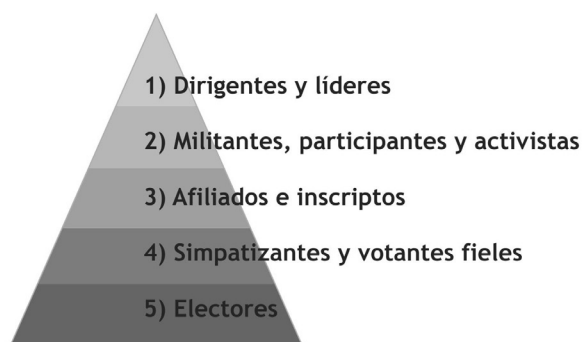 1) Dirigentes y líderes
2) Militantes, participantes y activistas
3) Afiliados e inscriptos
4) Simpatizantes y votantes fieles
5) Electores